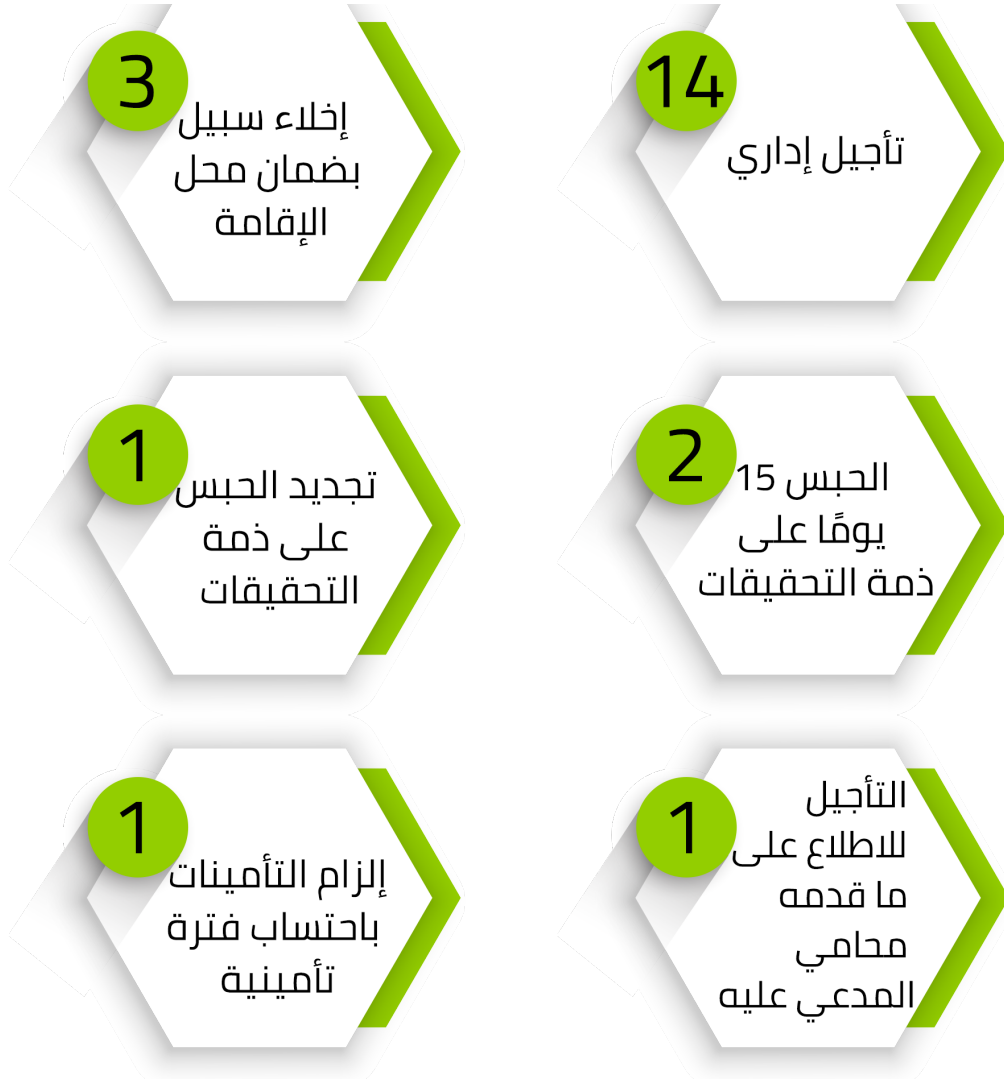 14
تأجيل إداري
3
إخلاء سبيل
بضمان محل
الإقامة
2
الحبس 15
يومًا على
ذمة التحقيقات
1
تجديد الحبس
على ذمة
التحقيقات
1
التأجيل
للاطلاع على
ما قدمه
محامي
المدعي عليه
1
إلزام التأمينات
باحتساب فترة
تأمينية